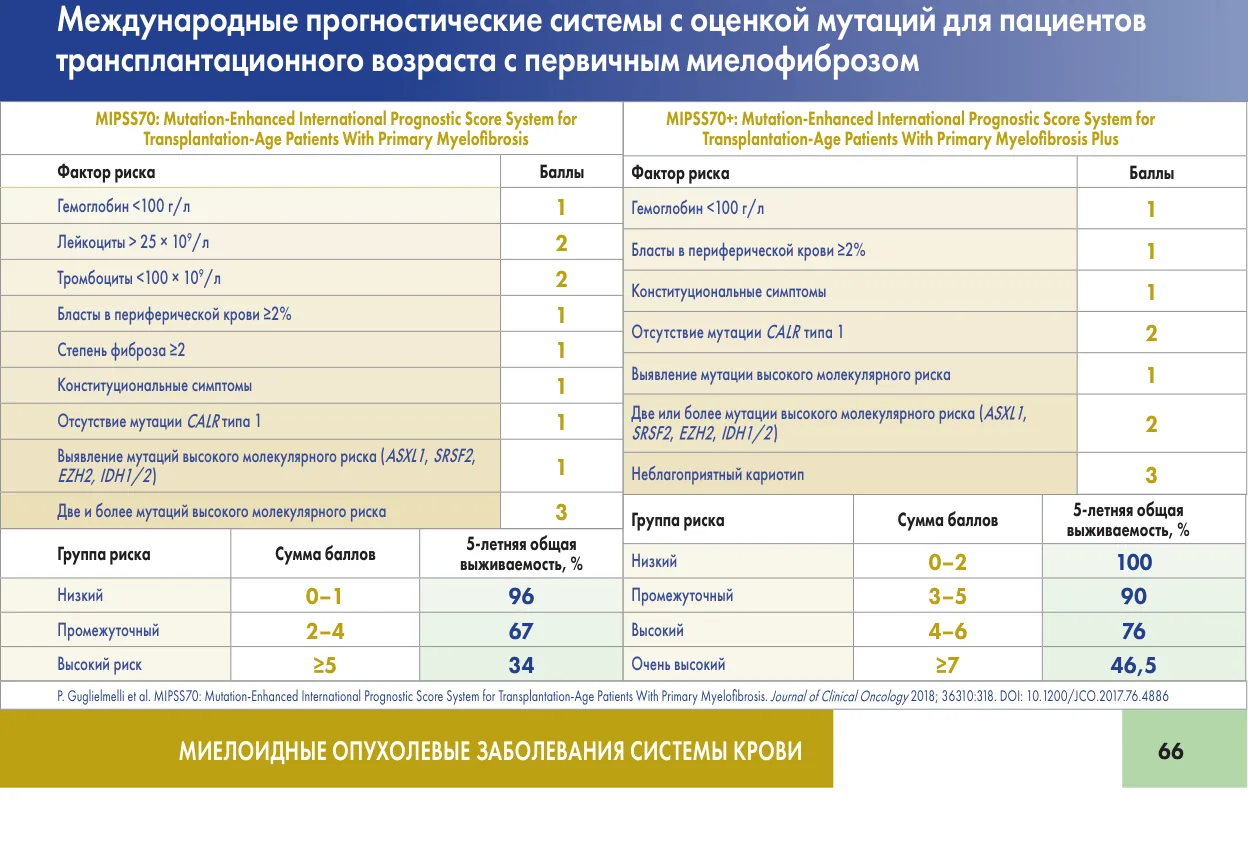 Международные прогностические системы с оценкой мутаций для пациентов
трансплантационного возраста с первичным миелофиброзом
MIPSS70: Mutation-Enhanced International Prognostic Score System for
Transplantation-Age Patients With Primary Myelofibrosis
Фактор риска Баллы
Гемоглобин <100 г/л 1
Лейкоциты > 25 × 10⁹/л 2
Тромбоциты <100 × 10⁹/л 2
Бласты в периферической крови ≥2% 1
Степень фиброза ≥2 1
Конституциональные симптомы 1
Отсутствие мутации CALR типа 1 1
Выявление мутаций высокого молекулярного риска (ASXL1, SRSF2,
EZH2, IDH1/2) 1
Две и более мутаций высокого молекулярного риска 3
Группа риска Сумма баллов 5-летняя общая
выживаемость, %
Низкий 0–1 96
Промежуточный 2–4 67
Высокий риск ≥5 34
MIPSS70+: Mutation-Enhanced International Prognostic Score System for
Transplantation-Age Patients With Primary Myelofibrosis Plus
Фактор риска Баллы
Гемоглобин <100 г/л 1
Бласты в периферической крови ≥2% 1
Конституциональные симптомы 1
Отсутствие мутации CALR типа 1 2
Выявление мутации высокого молекулярного риска 1
Две или более мутации высокого молекулярного риска (ASXL1,
SRSF2, EZH2, IDH1/2) 2
Неблагоприятный кариотип 3
Группа риска Сумма баллов 5-летняя общая
выживаемость, %
Низкий 0–2 100
Промежуточный 3–5 90
Высокий 4–6 76
Очень высокий ≥7 46,5
P. Guglielmelli et al. MIPSS70: Mutation-Enhanced International Prognostic Score System for Transplantation-Age Patients With Primary Myelofibrosis. Journal of Clinical Oncology 2018; 36310:318. DOI: 10.1200/JCO.2017.76.4886
МИЕЛОИДНЫЕ ОПУХОЛЕВЫЕ ЗАБОЛЕВАНИЯ СИСТЕМЫ КРОВИ
66